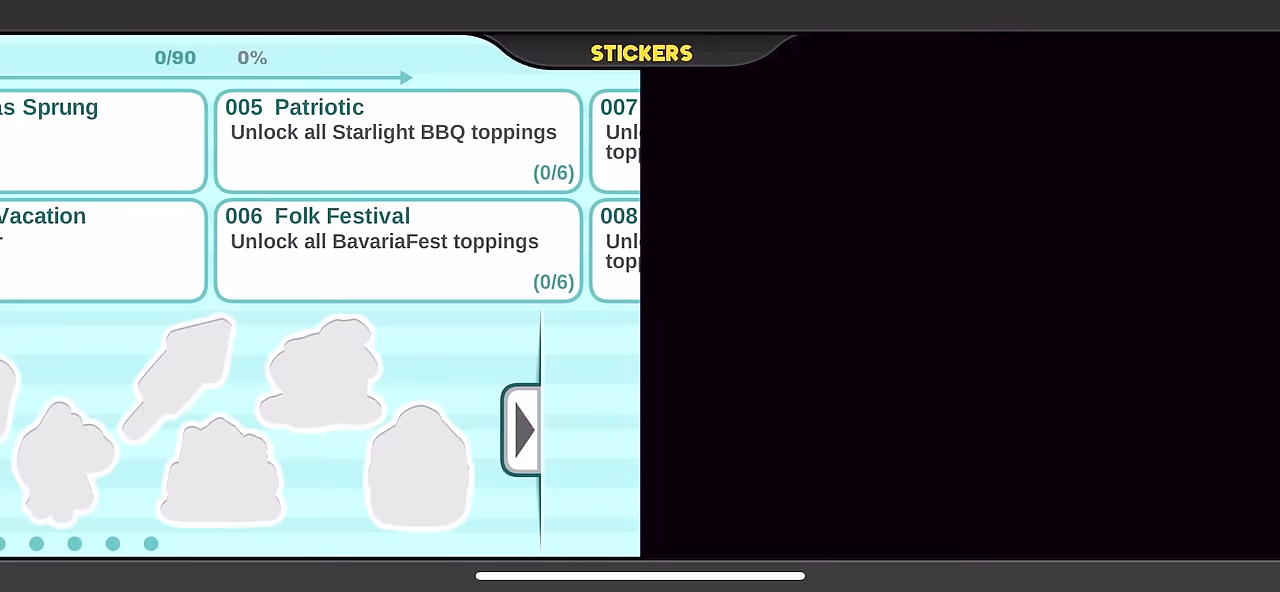 STICKERS
0/90 0%
as Sprung
005 Patriotic
Unlock all Starlight BBQ toppings
(0/6)
007
Vacation
006 Folk Festival
Unlock all BavariaFest toppings
(0/6)
008